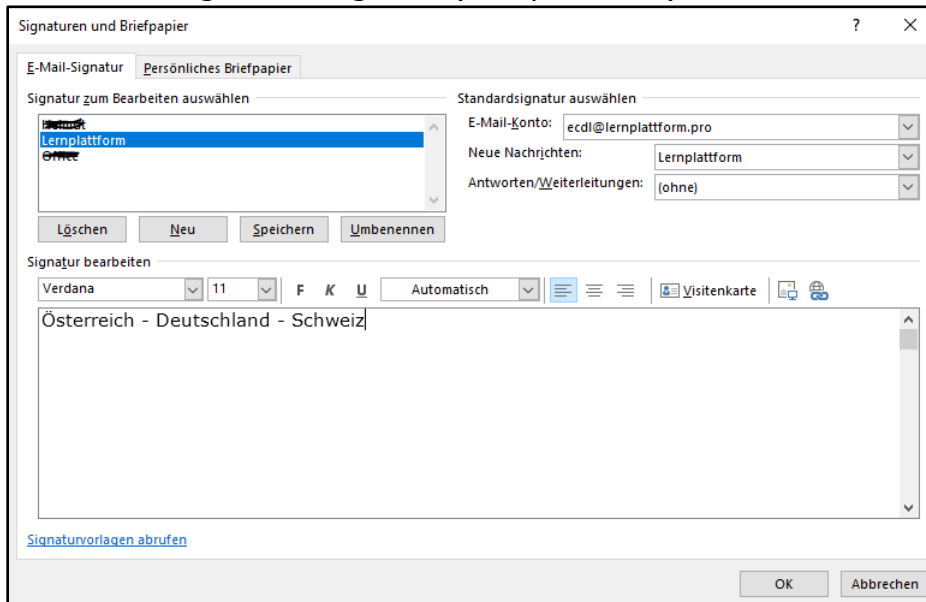 Signaturen und Briefpapier ? ×
E-Mail-Signatur Persönliches Briefpapier
Signatur zum Bearbeiten auswählen
Lernplattform
Löschen Neu Speichern Umbenennen
Standardsignatur auswählen
E-Mail-Konto: ecdl@lernplattform.pro
Neue Nachrichten: Lernplattform
Antworten/Weiterleitungen: (ohne)
Signatur bearbeiten
Verdana 11 F K U Automatisch Visitenkarte
Österreich - Deutschland - Schweiz
Signaturvorlagen abrufen
OK Abbrechen